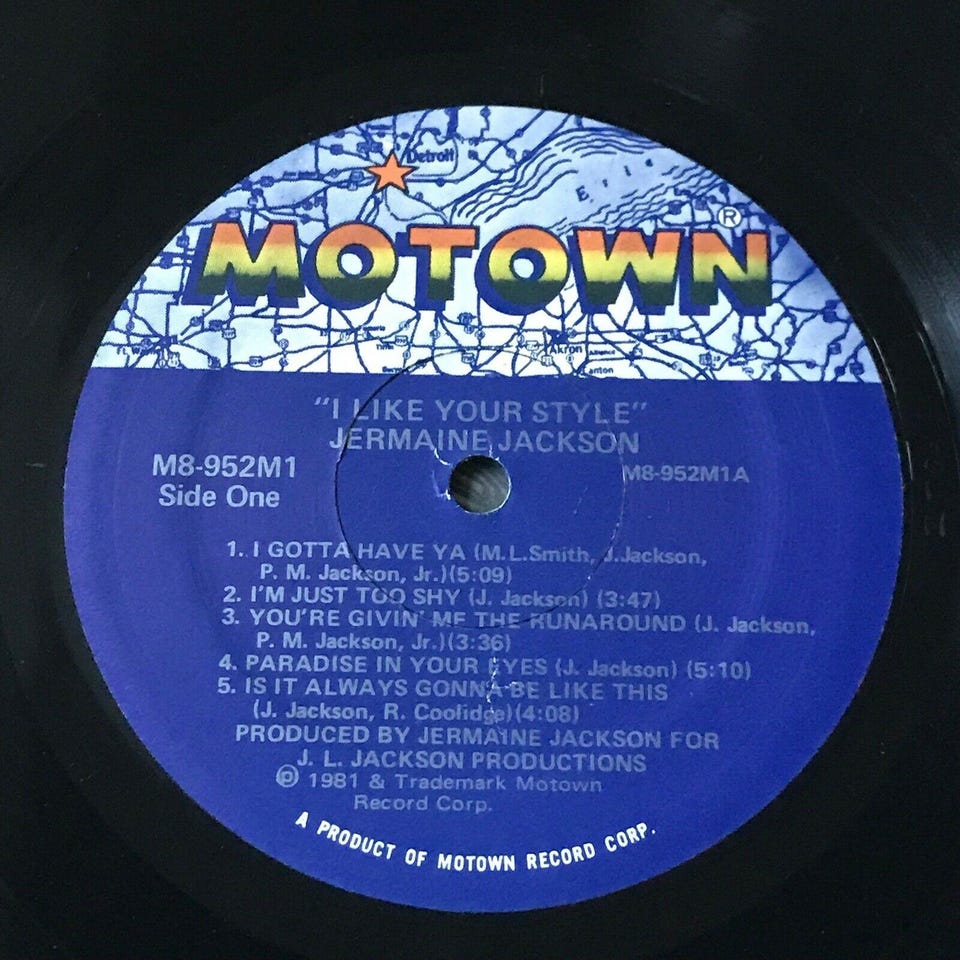 Detroit
Erie
MOTOWN®
Akron
"I LIKE YOUR STYLE"
JERMAINE JACKSON
M8-952M1
M8-952M1A
Side One
1. I GOTTA HAVE YA (M.L.Smith, J.Jackson,
P. M. Jackson, Jr.)(5:09)
2. I'M JUST TOO SHY (J. Jackson) (3:47)
3. YOU'RE GIVIN' ME THE RUNAROUND (J. Jackson,
P. M. Jackson, Jr.)(3:36)
4. PARADISE IN YOUR EYES (J. Jackson) (5:10)
5. IS IT ALWAYS GONNA BE LIKE THIS
(J. Jackson, R. Coolidge)(4:08)
PRODUCED BY JERMAINE JACKSON FOR
J. L. JACKSON PRODUCTIONS
℗ 1981 & Trademark Motown
Record Corp.
A PRODUCT OF MOTOWN RECORD CORP.